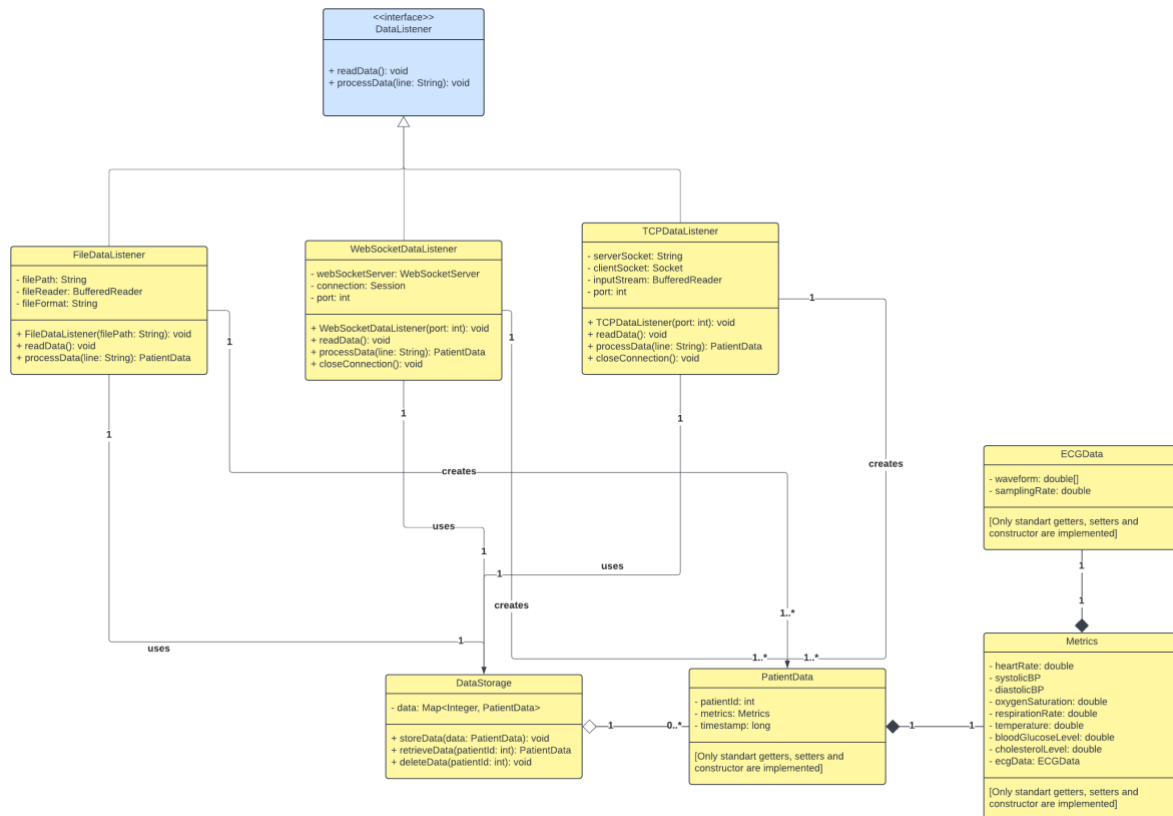 <<interface>>
DataListener
+ readData(): void
+ processData(line: String): void
FileDataListener
- filePath: String
- fileReader: BufferedReader
- fileFormat: String
+ FileDataListener(filePath: String): void
+ readData(): void
+ processData(line: String): PatientData
WebSocketDataListener
- webSocketServer: WebSocketServer
- connection: Session
- port: int
+ WebSocketDataListener(port: int): void
+ readData(): void
+ processData(line: String): PatientData
+ closeConnection(): void
TCPDataListener
- serverSocket: String
- clientSocket: Socket
- inputStream: BufferedReader
- port: int
+ TCPDataListener(port: int): void
+ readData(): void
+ processData(line: String): PatientData
+ closeConnection(): void
1
1
1
1
1
1
creates
creates
uses
1
1
uses
creates
1..*
1
uses
1..*
1..*
ECGData
- waveform: double[]
- samplingRate: double
[Only standart getters, setters and
constructor are implemented]
1
1
DataStorage
- data: Map<Integer, PatientData>
+ storeData(data: PatientData): void
+ retrieveData(patientId: int): PatientData
+ deleteData(patientId: int): void
1
0..*
PatientData
- patientId: int
- metrics: Metrics
- timestamp: long
[Only standart getters, setters and
constructor are implemented]
1
1
Metrics
- heartRate: double
- systolicBP
- diastolicBP
- oxygenSaturation: double
- respirationRate: double
- temperature: double
- bloodGlucoseLevel: double
- cholesterolLevel: double
- ecgData: ECGData
[Only standart getters, setters and
constructor are implemented]